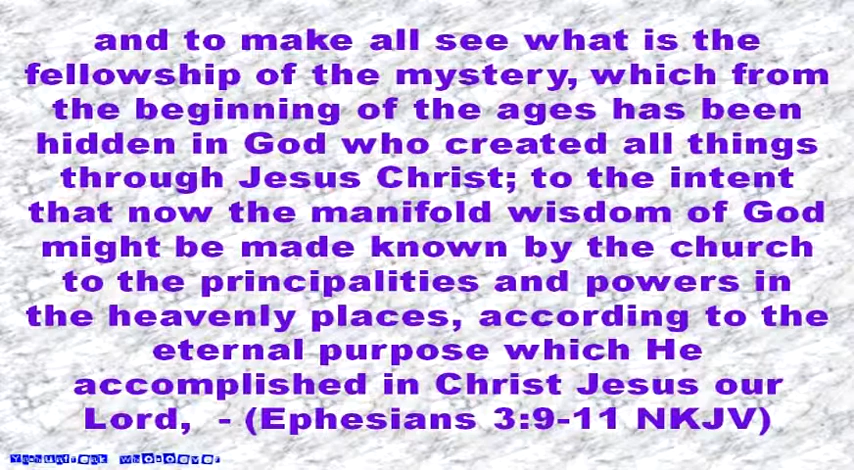 and to make all see what is the
fellowship of the mystery, which from
the beginning of the ages has been
hidden in God who created all things
through Jesus Christ; to the intent
that now the manifold wisdom of God
might be made known by the church
to the principalities and powers in
the heavenly places, according to the
eternal purpose which He
accomplished in Christ Jesus our
Lord,  - (Ephesians 3:9-11 NKJV)